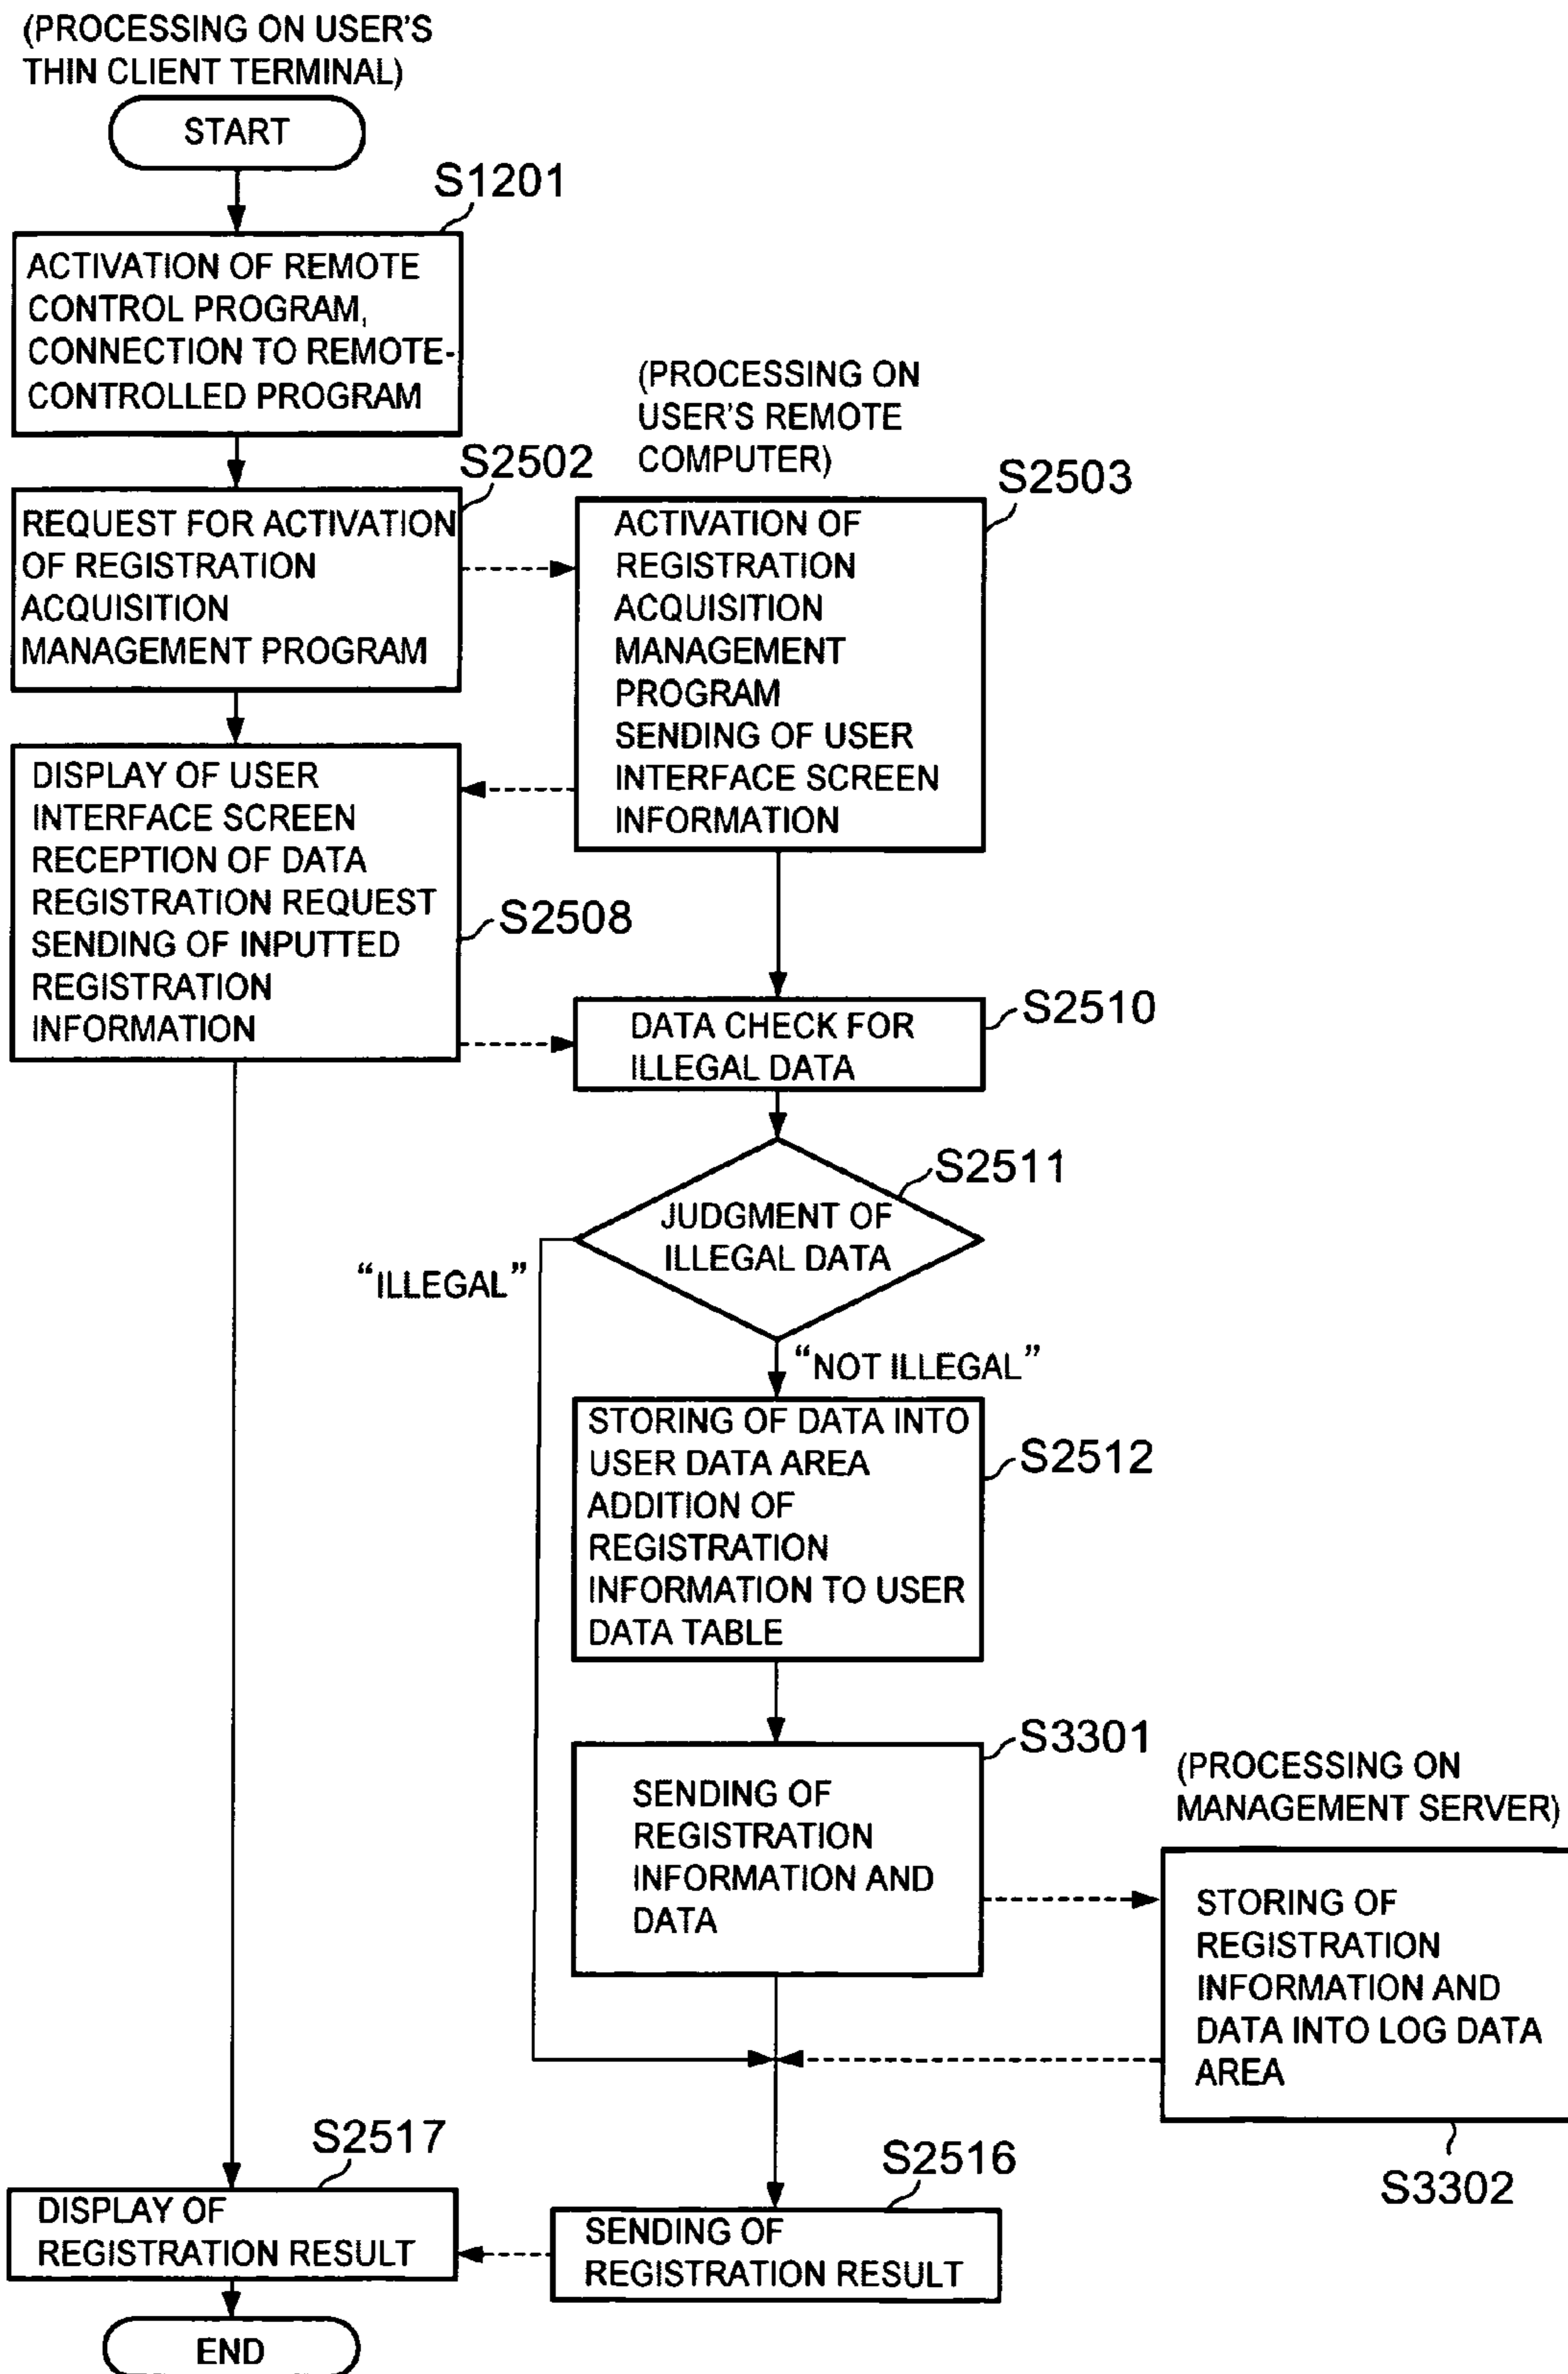 (PROCESSING ON USER'S
THIN CLIENT TERMINAL)
START
S1201
ACTIVATION OF REMOTE
CONTROL PROGRAM,
CONNECTION TO REMOTE-
CONTROLLED PROGRAM
S2502
REQUEST FOR ACTIVATION
OF REGISTRATION
ACQUISITION
MANAGEMENT PROGRAM
(PROCESSING ON
USER'S REMOTE
COMPUTER)
S2503
ACTIVATION OF
REGISTRATION
ACQUISITION
MANAGEMENT
PROGRAM
SENDING OF USER
INTERFACE SCREEN
INFORMATION
DISPLAY OF USER
INTERFACE SCREEN
RECEPTION OF DATA
REGISTRATION REQUEST
SENDING OF INPUTTED
REGISTRATION
INFORMATION
S2508
DATA CHECK FOR
ILLEGAL DATA
S2510
JUDGMENT OF
ILLEGAL DATA
S2511
“ILLEGAL”
“NOT ILLEGAL”
STORING OF DATA INTO
USER DATA AREA
ADDITION OF
REGISTRATION
INFORMATION TO USER
DATA TABLE
S2512
SENDING OF
REGISTRATION
INFORMATION AND
DATA
S3301
(PROCESSING ON
MANAGEMENT SERVER)
STORING OF
REGISTRATION
INFORMATION AND
DATA INTO LOG DATA
AREA
S3302
S2516
SENDING OF
REGISTRATION RESULT
S2517
DISPLAY OF
REGISTRATION RESULT
END